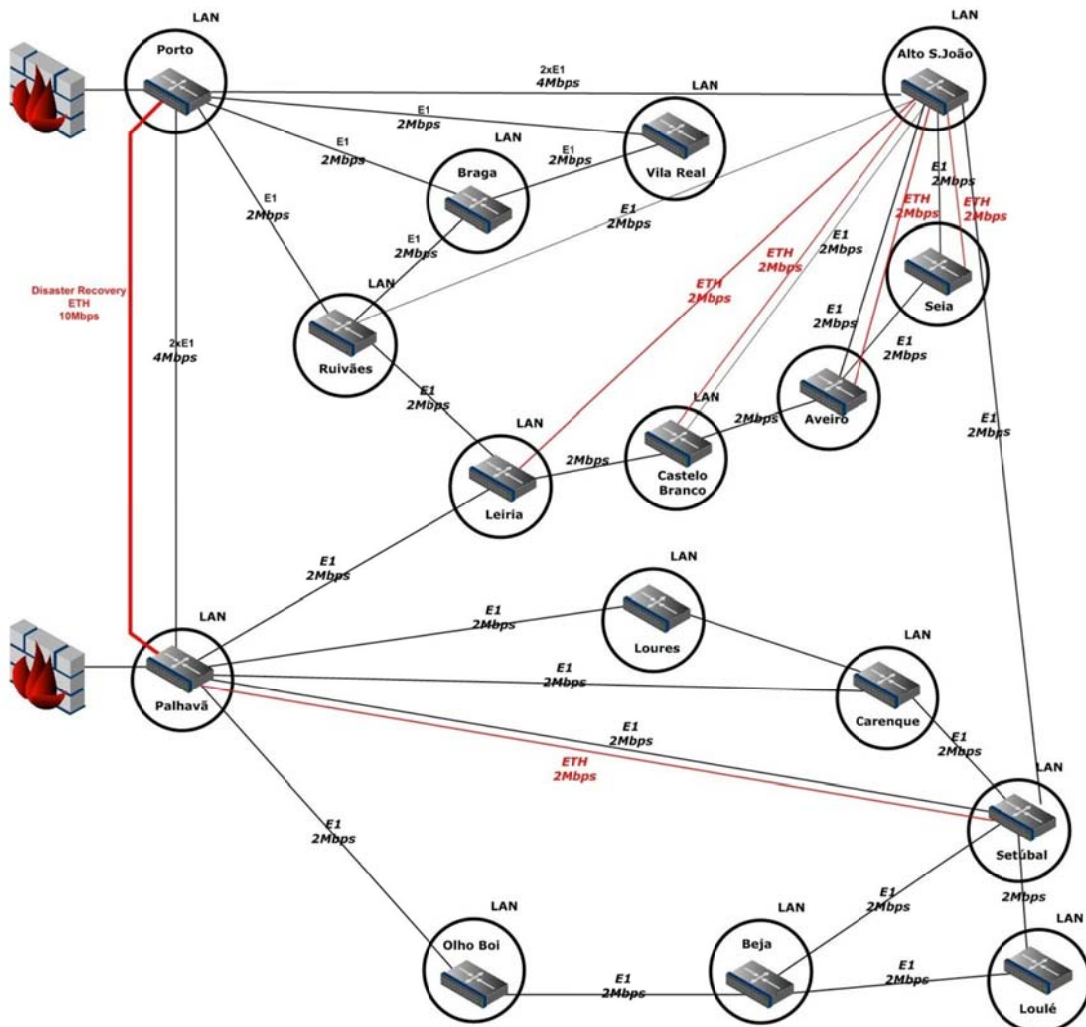 LAN
Porto
LAN
Alto S.João
2xE1
4Mbps
LAN
E1
2Mbps
Vila Real
E1
2Mbps
LAN
Braga
E1
2Mbps
E1
2Mbps
E1
2Mbps
LAN
Ruivães
E1
2Mbps
E1
2Mbps
ETH
2Mbps
ETH
2Mbps
E1
2Mbps
ETH
2Mbps
E1
2Mbps
ETH
2Mbps
Seia
E1
2Mbps
E1
2Mbps
Aveiro
Disaster Recovery
ETH
10Mbps
2xE1
4Mbps
E1
2Mbps
LAN
Leiria
2Mbps
LAN
Castelo
Branco
2Mbps
E1
2Mbps
E1
2Mbps
LAN
Palhavã
E1
2Mbps
LAN
Loures
E1
2Mbps
LAN
Carenque
E1
2Mbps
ETH
2Mbps
E1
2Mbps
LAN
Setúbal
E1
2Mbps
E1
2Mbps
2Mbps
LAN
Olho Boi
E1
2Mbps
LAN
Beja
E1
2Mbps
LAN
Loulé